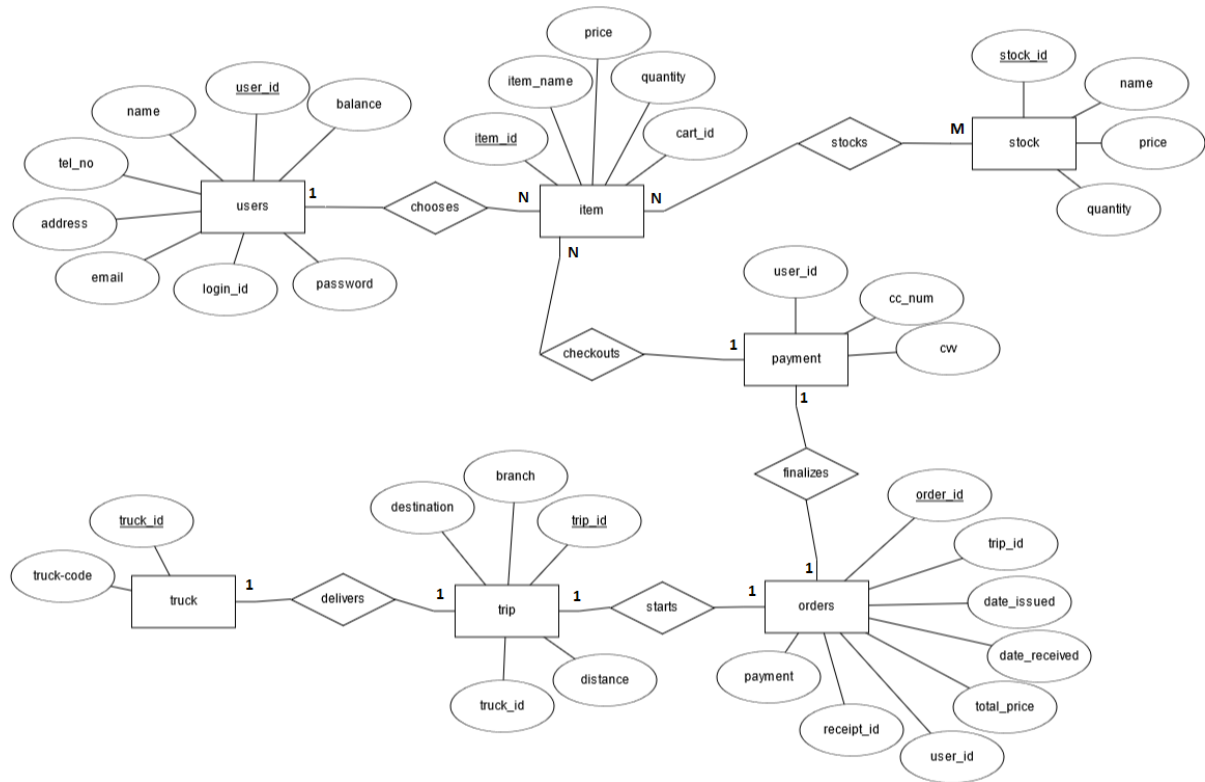 price
stock_id
user_id
item_name
quantity
name
balance
name
item_id
cart_id
tel_no
M
stocks
stock
price
users
1
chooses
N
item
N
address
quantity
N
email
login_id
password
user_id
cc_num
checkouts
1
payment
cvv
1
branch
finalizes
destination
order_id
truck_id
trip_id
trip_id
truck-code
1
1
truck
1
delivers
1
trip
starts
orders
date_issued
date_received
payment
distance
truck_id
total_price
receipt_id
user_id